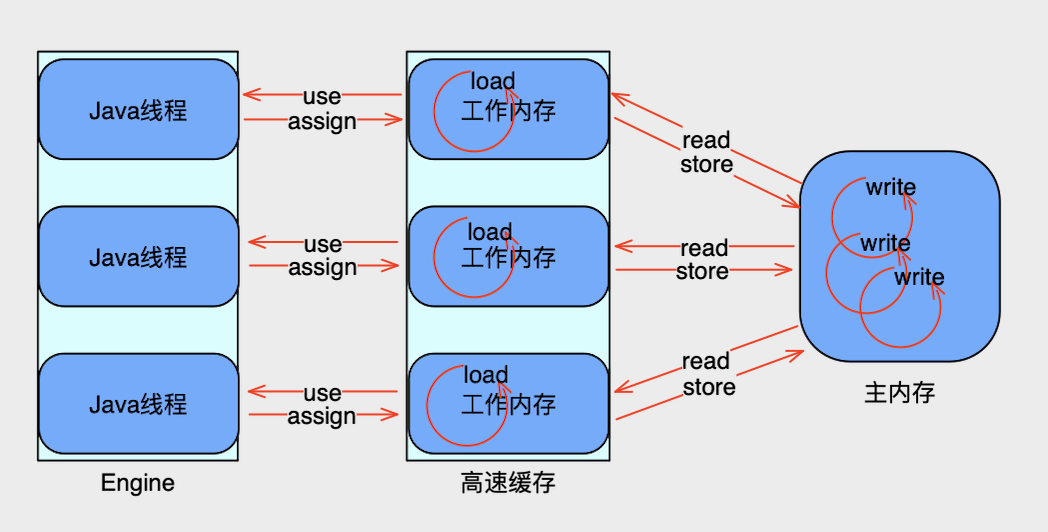 load
Java线程
use
assign
工作内存
read
store
write
load
Java线程
use
assign
工作内存
read
store
write
write
load
Java线程
use
assign
工作内存
read
store
主内存
Engine
高速缓存